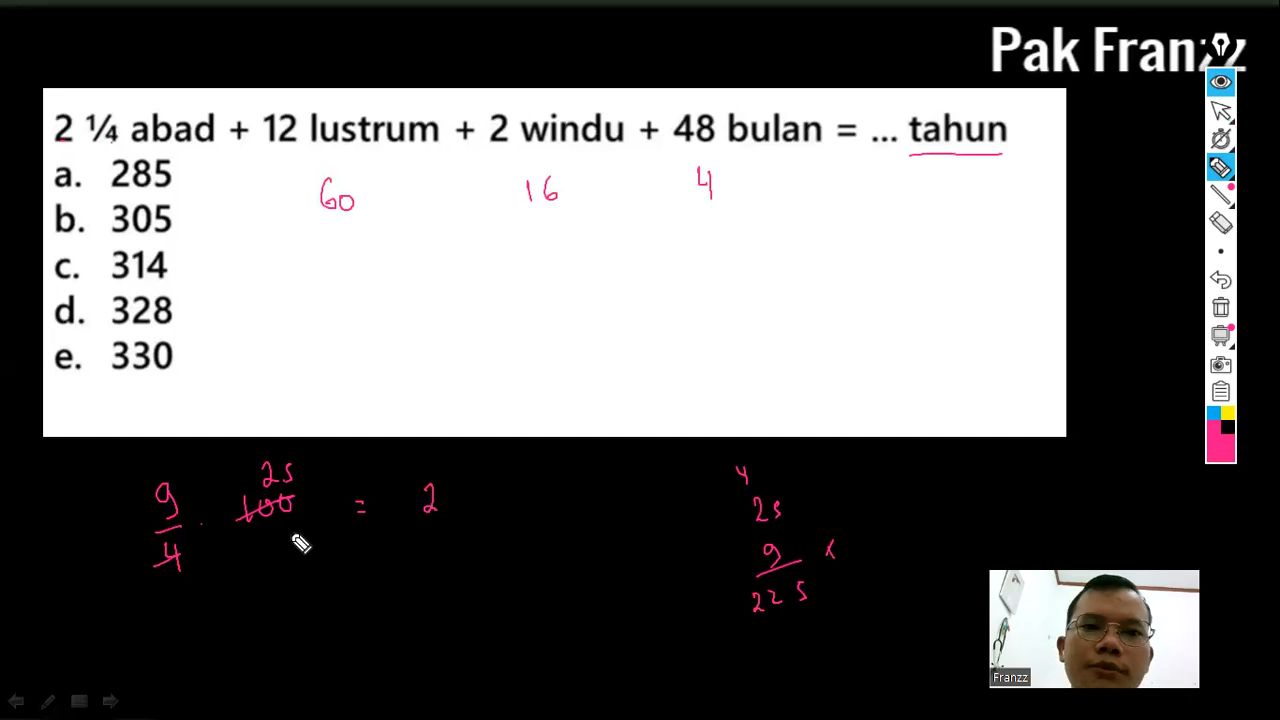 Pak Franzz
2 ¼ abad + 12 lustrum + 2 windu + 48 bulan = ... tahun
a. 285
60 16 4
b. 305
c. 314
d. 328
e. 330
25
9/4 . 100 = 2
4
25
9 x
225
Franzz